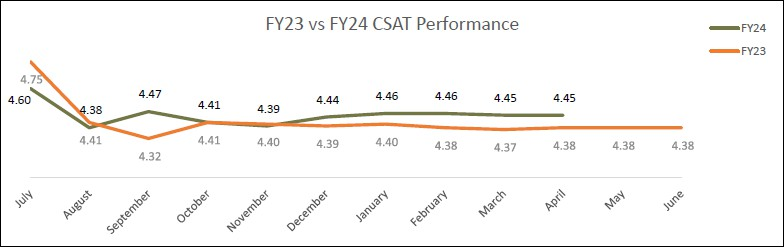 FY23 vs FY24 CSAT Performance
FY24
FY23
4.75
4.60
4.38
4.47
4.41
4.39
4.44
4.46
4.46
4.45
4.45
4.41
4.32
4.41
4.40
4.39
4.40
4.38
4.37
4.38
4.38
4.38
July
August
September
October
November
December
January
February
March
April
May
June